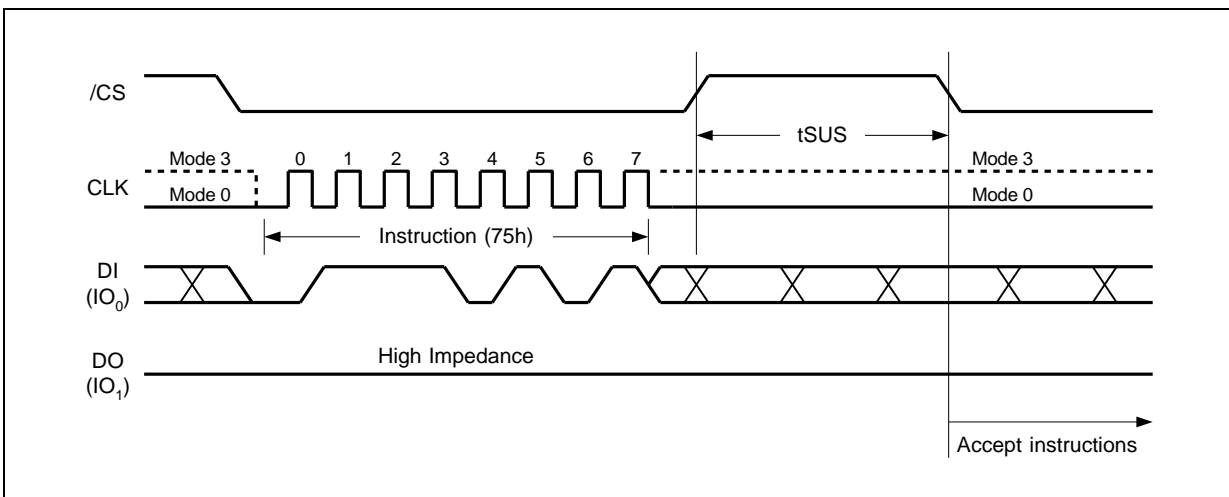 /CS
tSUS
Mode 3 0 1 2 3 4 5 6 7 Mode 3
CLK
Mode 0 Mode 0
Instruction (75h)
DI
(IO0)
High Impedance
DO
(IO1)
Accept instructions